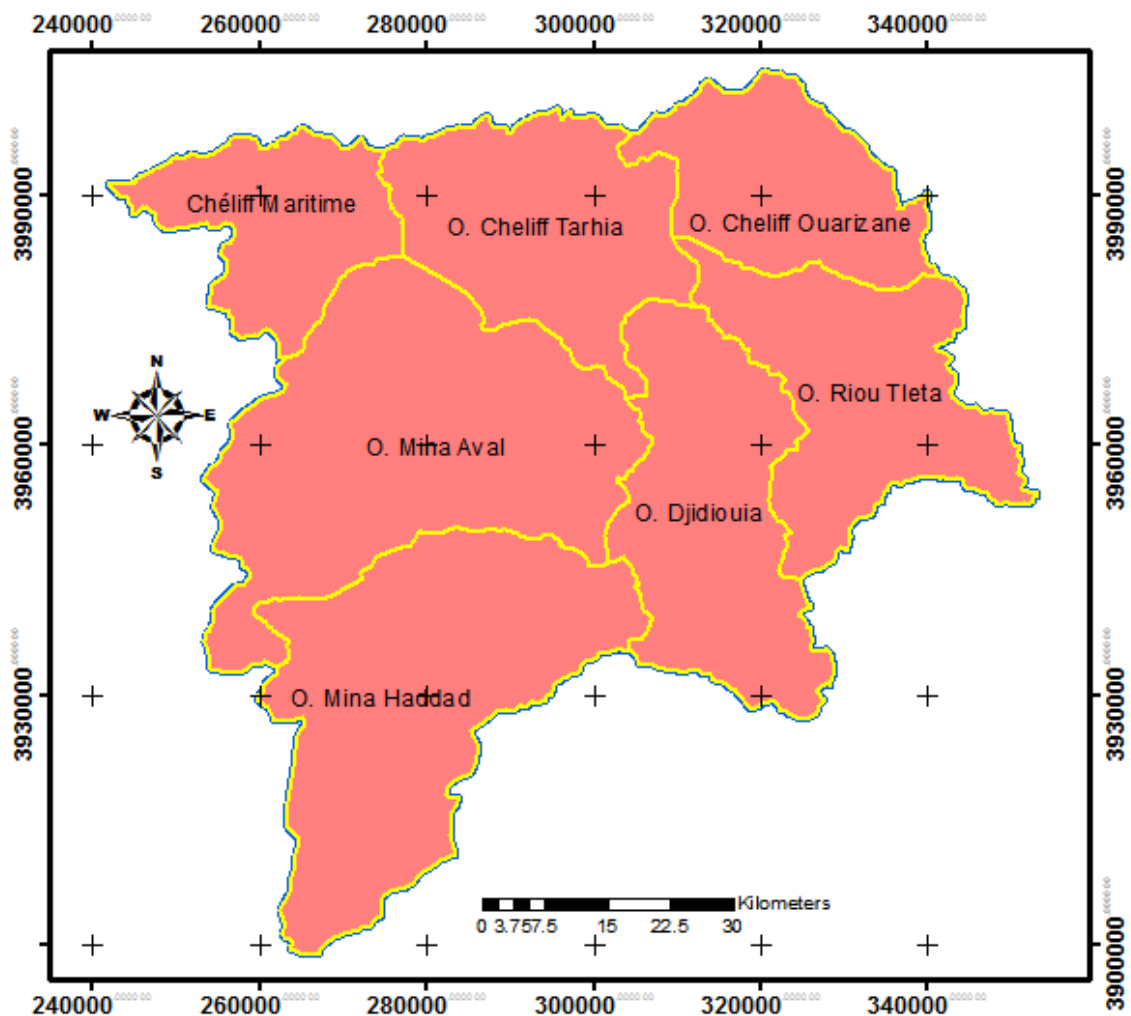 240000 260000 280000 300000 320000 340000
3990000 3990000
Chéliff Maritime
O. Cheliff Tarhia
O. Cheliff Ouarizane
N
W E
S
O. Riou Tleta
3960000 3960000
O. Mina Aval
O. Djidiouia
3930000 3930000
O. Mina Haddad
Kilometers
0 3.75 7.5 15 22.5 30
3900000
240000 260000 280000 300000 320000 340000